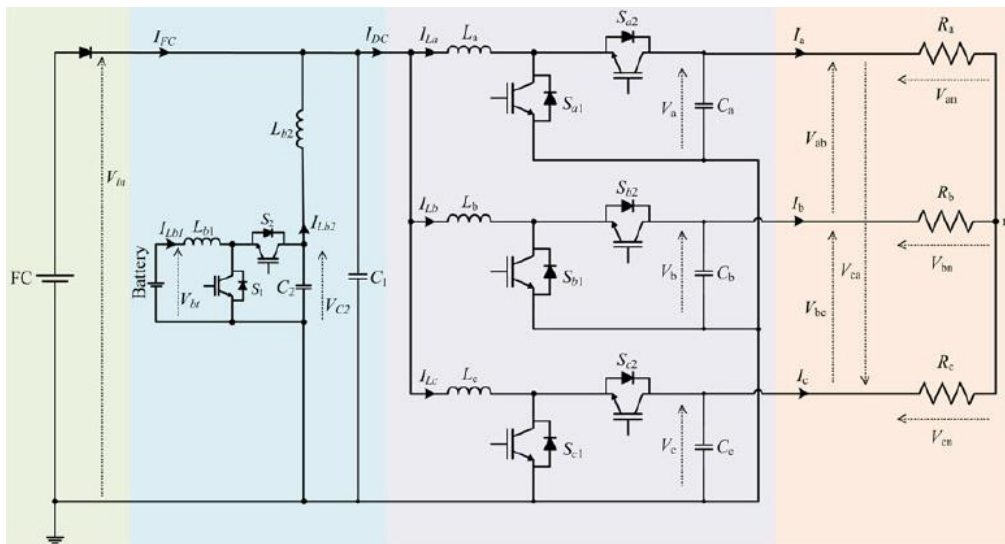 I_FC
I_DC
I_La
L_a
S_a2
I_a
R_a
S_a1
V_a
C_a
V_an
L_b2
V_ab
V_fn
I_Lb
L_b
S_b2
I_b
R_b
I_Lb1
L_b1
S_2
I_Lb2
n
FC
Battery
V_bt
S_1
C_2
V_C2
C_1
S_b1
V_b
C_b
V_bn
V_ca
V_bc
I_Lc
L_c
S_c2
I_c
R_c
S_c1
V_c
C_c
V_cn